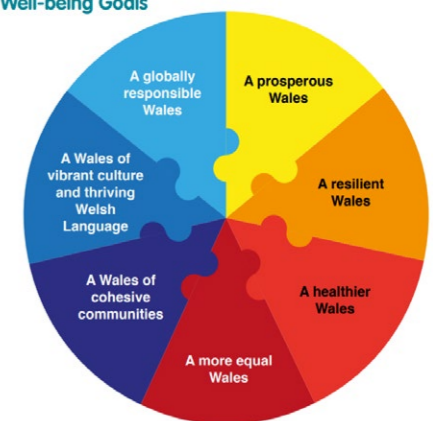 Well-being Goals
A prosperous
Wales
A resilient
Wales
A healthier
Wales
A more equal
Wales
A Wales of
cohesive
communities
A Wales of
vibrant culture
and thriving
Welsh
Language
A globally
responsible
Wales